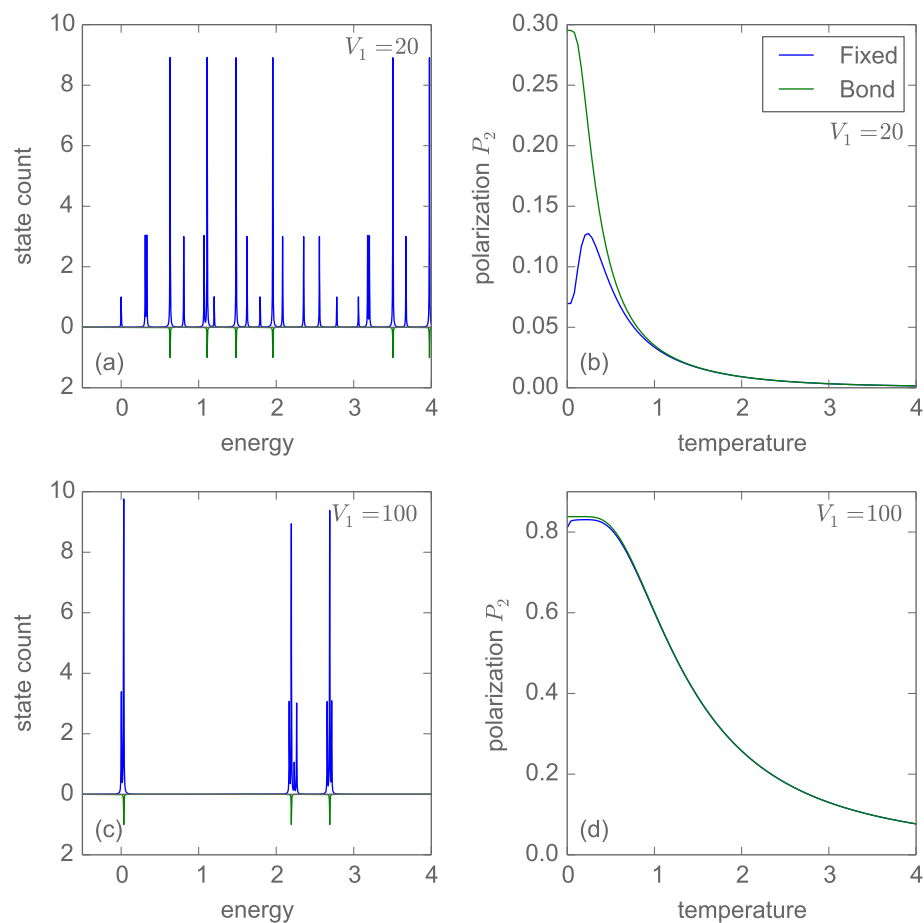 10
8
6
4
2
0
2
state count
V₁ = 20
(a)
0 1 2 3 4
energy
0.30
0.25
0.20
0.15
0.10
0.05
0.00
polarization P₂
Fixed
Bond
V₁ = 20
(b)
0 1 2 3 4
temperature
10
8
6
4
2
0
2
state count
V₁ = 100
(c)
0 1 2 3 4
energy
0.8
0.6
0.4
0.2
0.0
polarization P₂
V₁ = 100
(d)
0 1 2 3 4
temperature